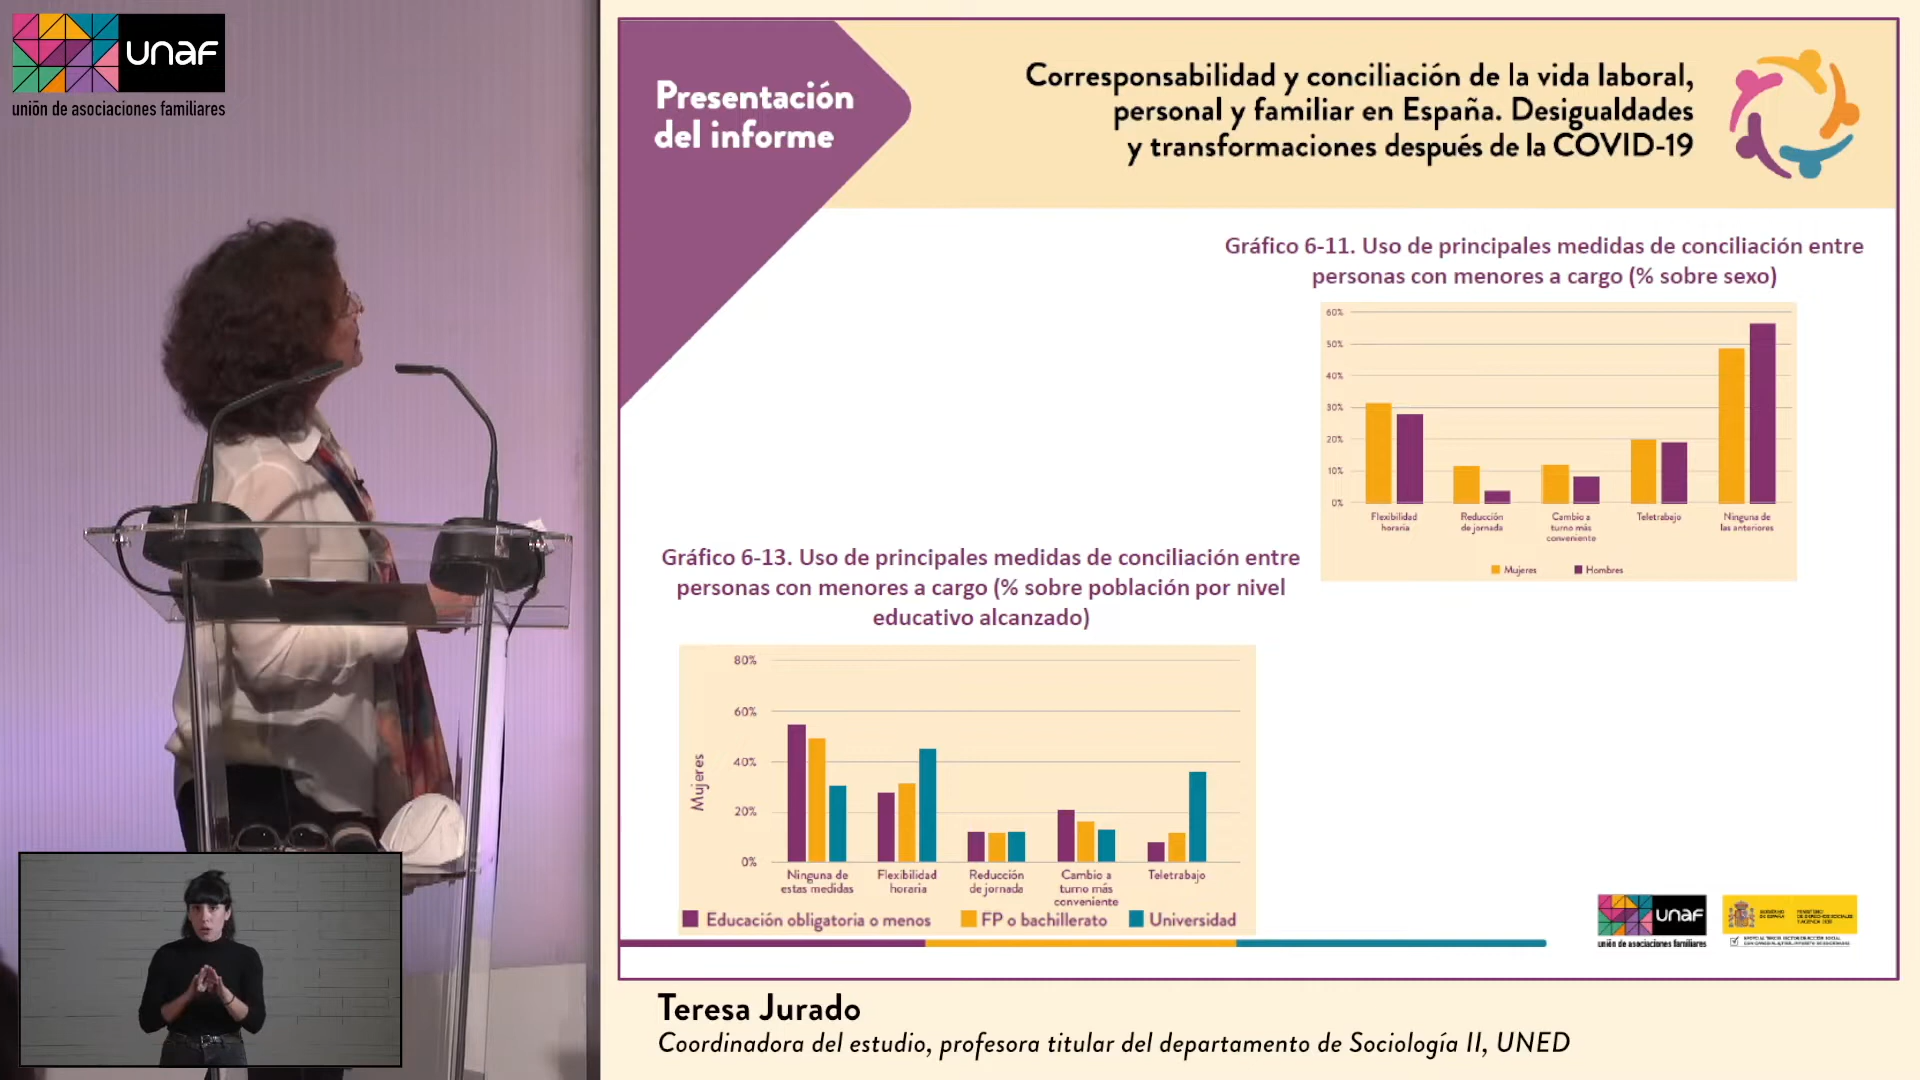 unaf
unión de asociaciones familiares
Presentación
del informe
Corresponsabilidad y conciliación de la vida laboral,
personal y familiar en España. Desigualdades
y transformaciones después de la COVID-19
Gráfico 6-11. Uso de principales medidas de conciliación entre
personas con menores a cargo (% sobre sexo)
60%
50%
40%
30%
20%
10%
0%
Flexibilidad
horaria
Reducción
de jornada
Cambio a
turno más
conveniente
Teletrabajo
Ninguna de
las anteriores
Mujeres
Hombres
Gráfico 6-13. Uso de principales medidas de conciliación entre
personas con menores a cargo (% sobre población por nivel
educativo alcanzado)
Mujeres
80%
60%
40%
20%
0%
Ninguna de
estas medidas
Flexibilidad
horaria
Reducción
de jornada
Cambio a
turno más
conveniente
Teletrabajo
Educación obligatoria o menos
FP o bachillerato
Universidad
unaf
unión de asociaciones familiares
Teresa Jurado
Coordinadora del estudio, profesora titular del departamento de Sociología II, UNED